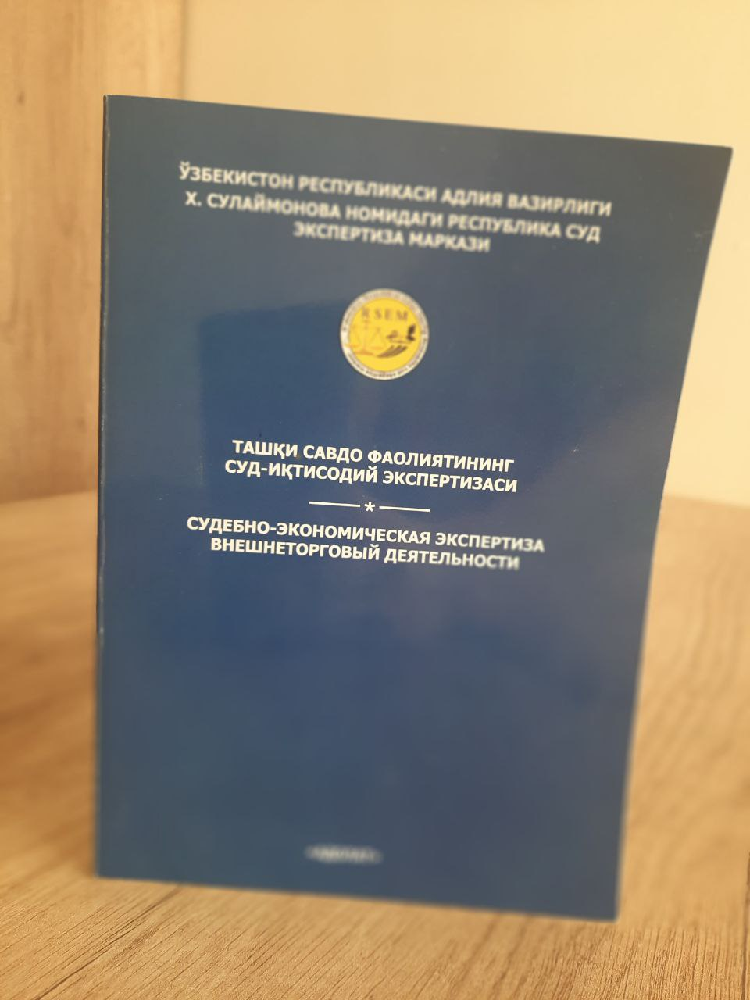 ЎЗБЕКИСТОН РЕСПУБЛИКАСИ АДЛИЯ ВАЗИРЛИГИ
Х. СУЛАЙМОНОВА НОМИДАГИ РЕСПУБЛИКА СУД
ЭКСПЕРТИЗА МАРКАЗИ
RSEM
ТАШҚИ САВДО ФАОЛИЯТИНИНГ
СУД-ИҚТИСОДИЙ ЭКСПЕРТИЗАСИ
*
СУДЕБНО-ЭКОНОМИЧЕСКАЯ ЭКСПЕРТИЗА
ВНЕШНЕТОРГОВЫЙ ДЕЯТЕЛЬНОСТИ